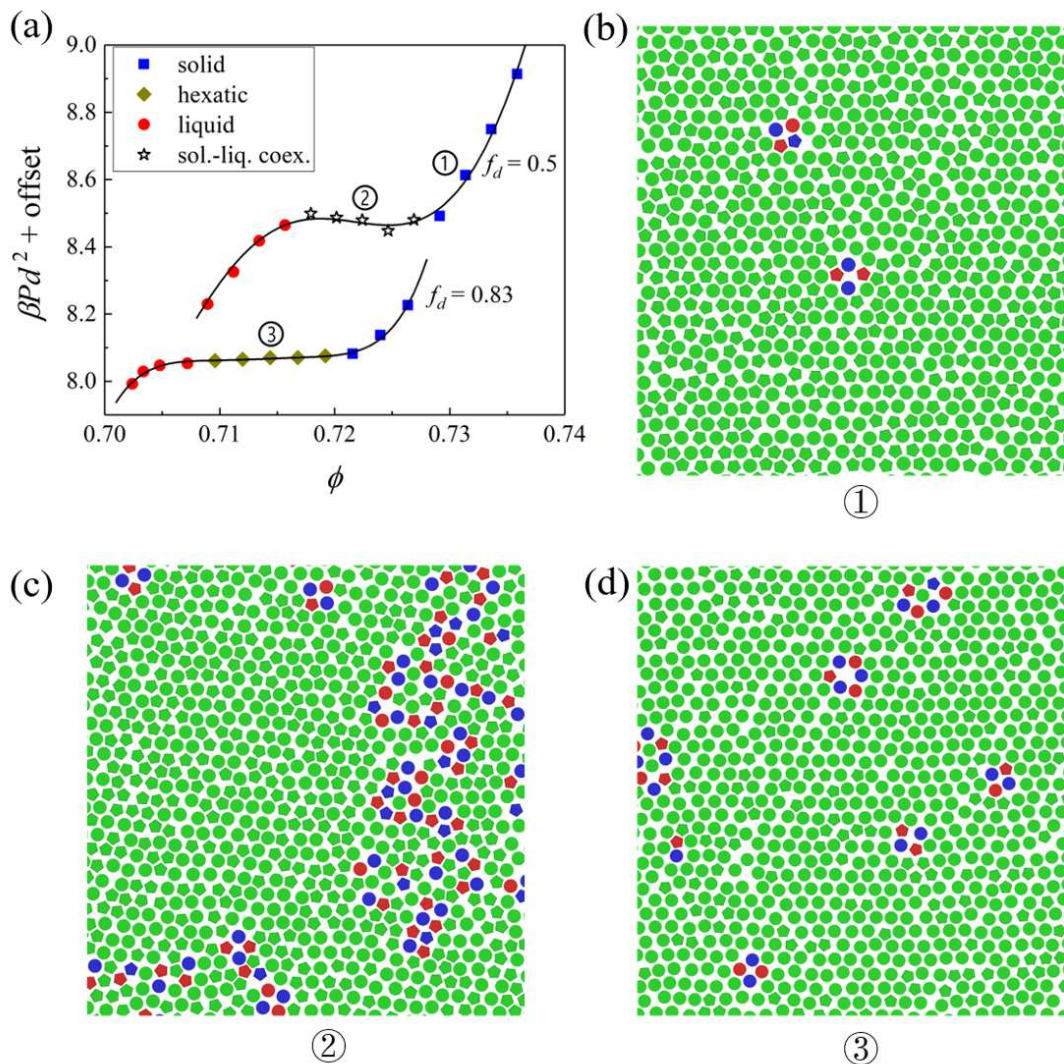 (a)
9.0
8.8
8.6
8.4
8.2
8.0
βPd² + offset
0.70 0.71 0.72 0.73 0.74
ϕ
solid
hexatic
liquid
sol.-liq. coex.
①
f_d = 0.5
②
f_d = 0.83
③
(b)
①
(c)
②
(d)
③